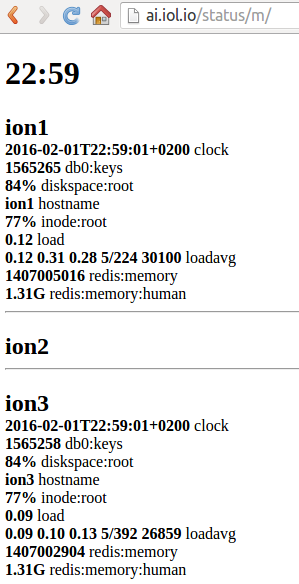 ai.iol.io/status/m/
22:59
ion1
2016-02-01T22:59:01+0200 clock
1565265 db0:keys
84% diskspace:root
ion1 hostname
77% inode:root
0.12 load
0.12 0.31 0.28 5/224 30100 loadavg
1407005016 redis:memory
1.31G redis:memory:human
ion2
ion3
2016-02-01T22:59:01+0200 clock
1565258 db0:keys
84% diskspace:root
ion3 hostname
77% inode:root
0.09 load
0.09 0.10 0.13 5/392 26859 loadavg
1407002904 redis:memory
1.31G redis:memory:human